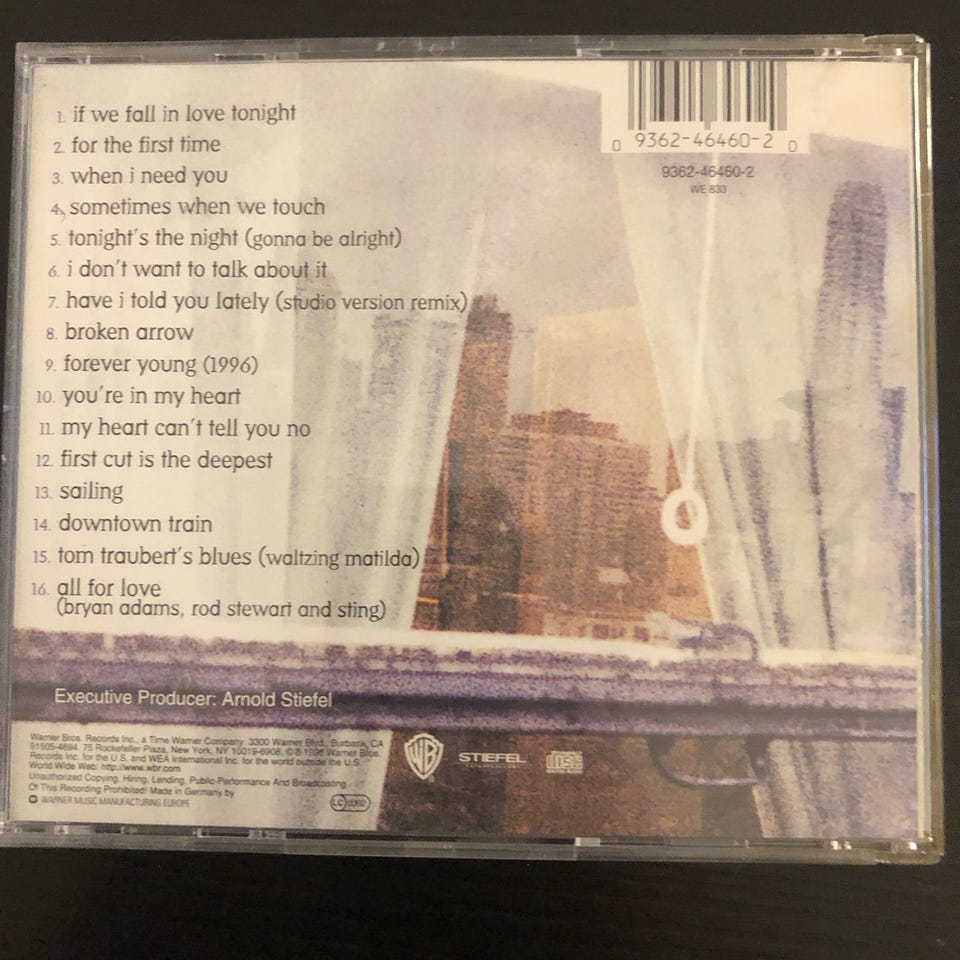 1. if we fall in love tonight
2. for the first time
3. when i need you
4. sometimes when we touch
5. tonight's the night (gonna be alright)
6. i don't want to talk about it
7. have i told you lately (studio version remix)
8. broken arrow
9. forever young (1996)
10. you're in my heart
11. my heart can't tell you no
12. first cut is the deepest
13. sailing
14. downtown train
15. tom traubert's blues (waltzing matilda)
16. all for love
(bryan adams, rod stewart and sting)
0 9362-46460-2 0
9362-46460-2
WE 833
Executive Producer: Arnold Stiefel
Warner Bros. Records Inc., a Time Warner Company. 3300 Warner Blvd., Burbank, CA
91505-4694. 75 Rockefeller Plaza, New York, NY 10019-6908. ©℗ 1996 Warner Bros.
Records Inc. for the U.S. and WEA International Inc. for the world outside the U.S.
World Wide Web: http://www.wbr.com
Unauthorized Copying, Hiring, Lending, Public-Performance And Broadcasting
Of This Recording Prohibited! Made in Germany by
WARNER MUSIC MANUFACTURING EUROPE
LC
WB
STIEFEL
disc